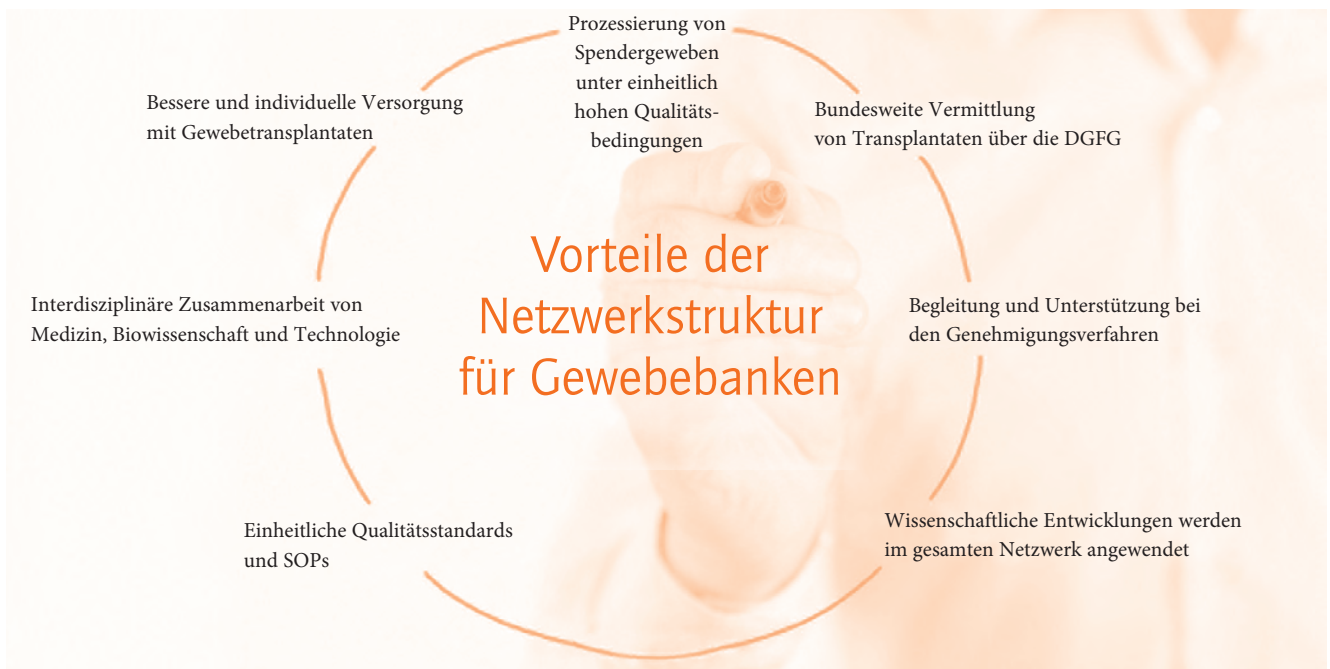 Prozessierung von
Spendergeweben
unter einheitlich
hohen Qualitäts-
bedingungen
Bundesweite Vermittlung
von Transplantaten über die DGFG
Begleitung und Unterstützung bei
den Genehmigungsverfahren
Wissenschaftliche Entwicklungen werden
im gesamten Netzwerk angewendet
Einheitliche Qualitätsstandards
und SOPs
Interdisziplinäre Zusammenarbeit von
Medizin, Biowissenschaft und Technologie
Bessere und individuelle Versorgung
mit Gewebetransplantaten
Vorteile der
Netzwerkstruktur
für Gewebebanken